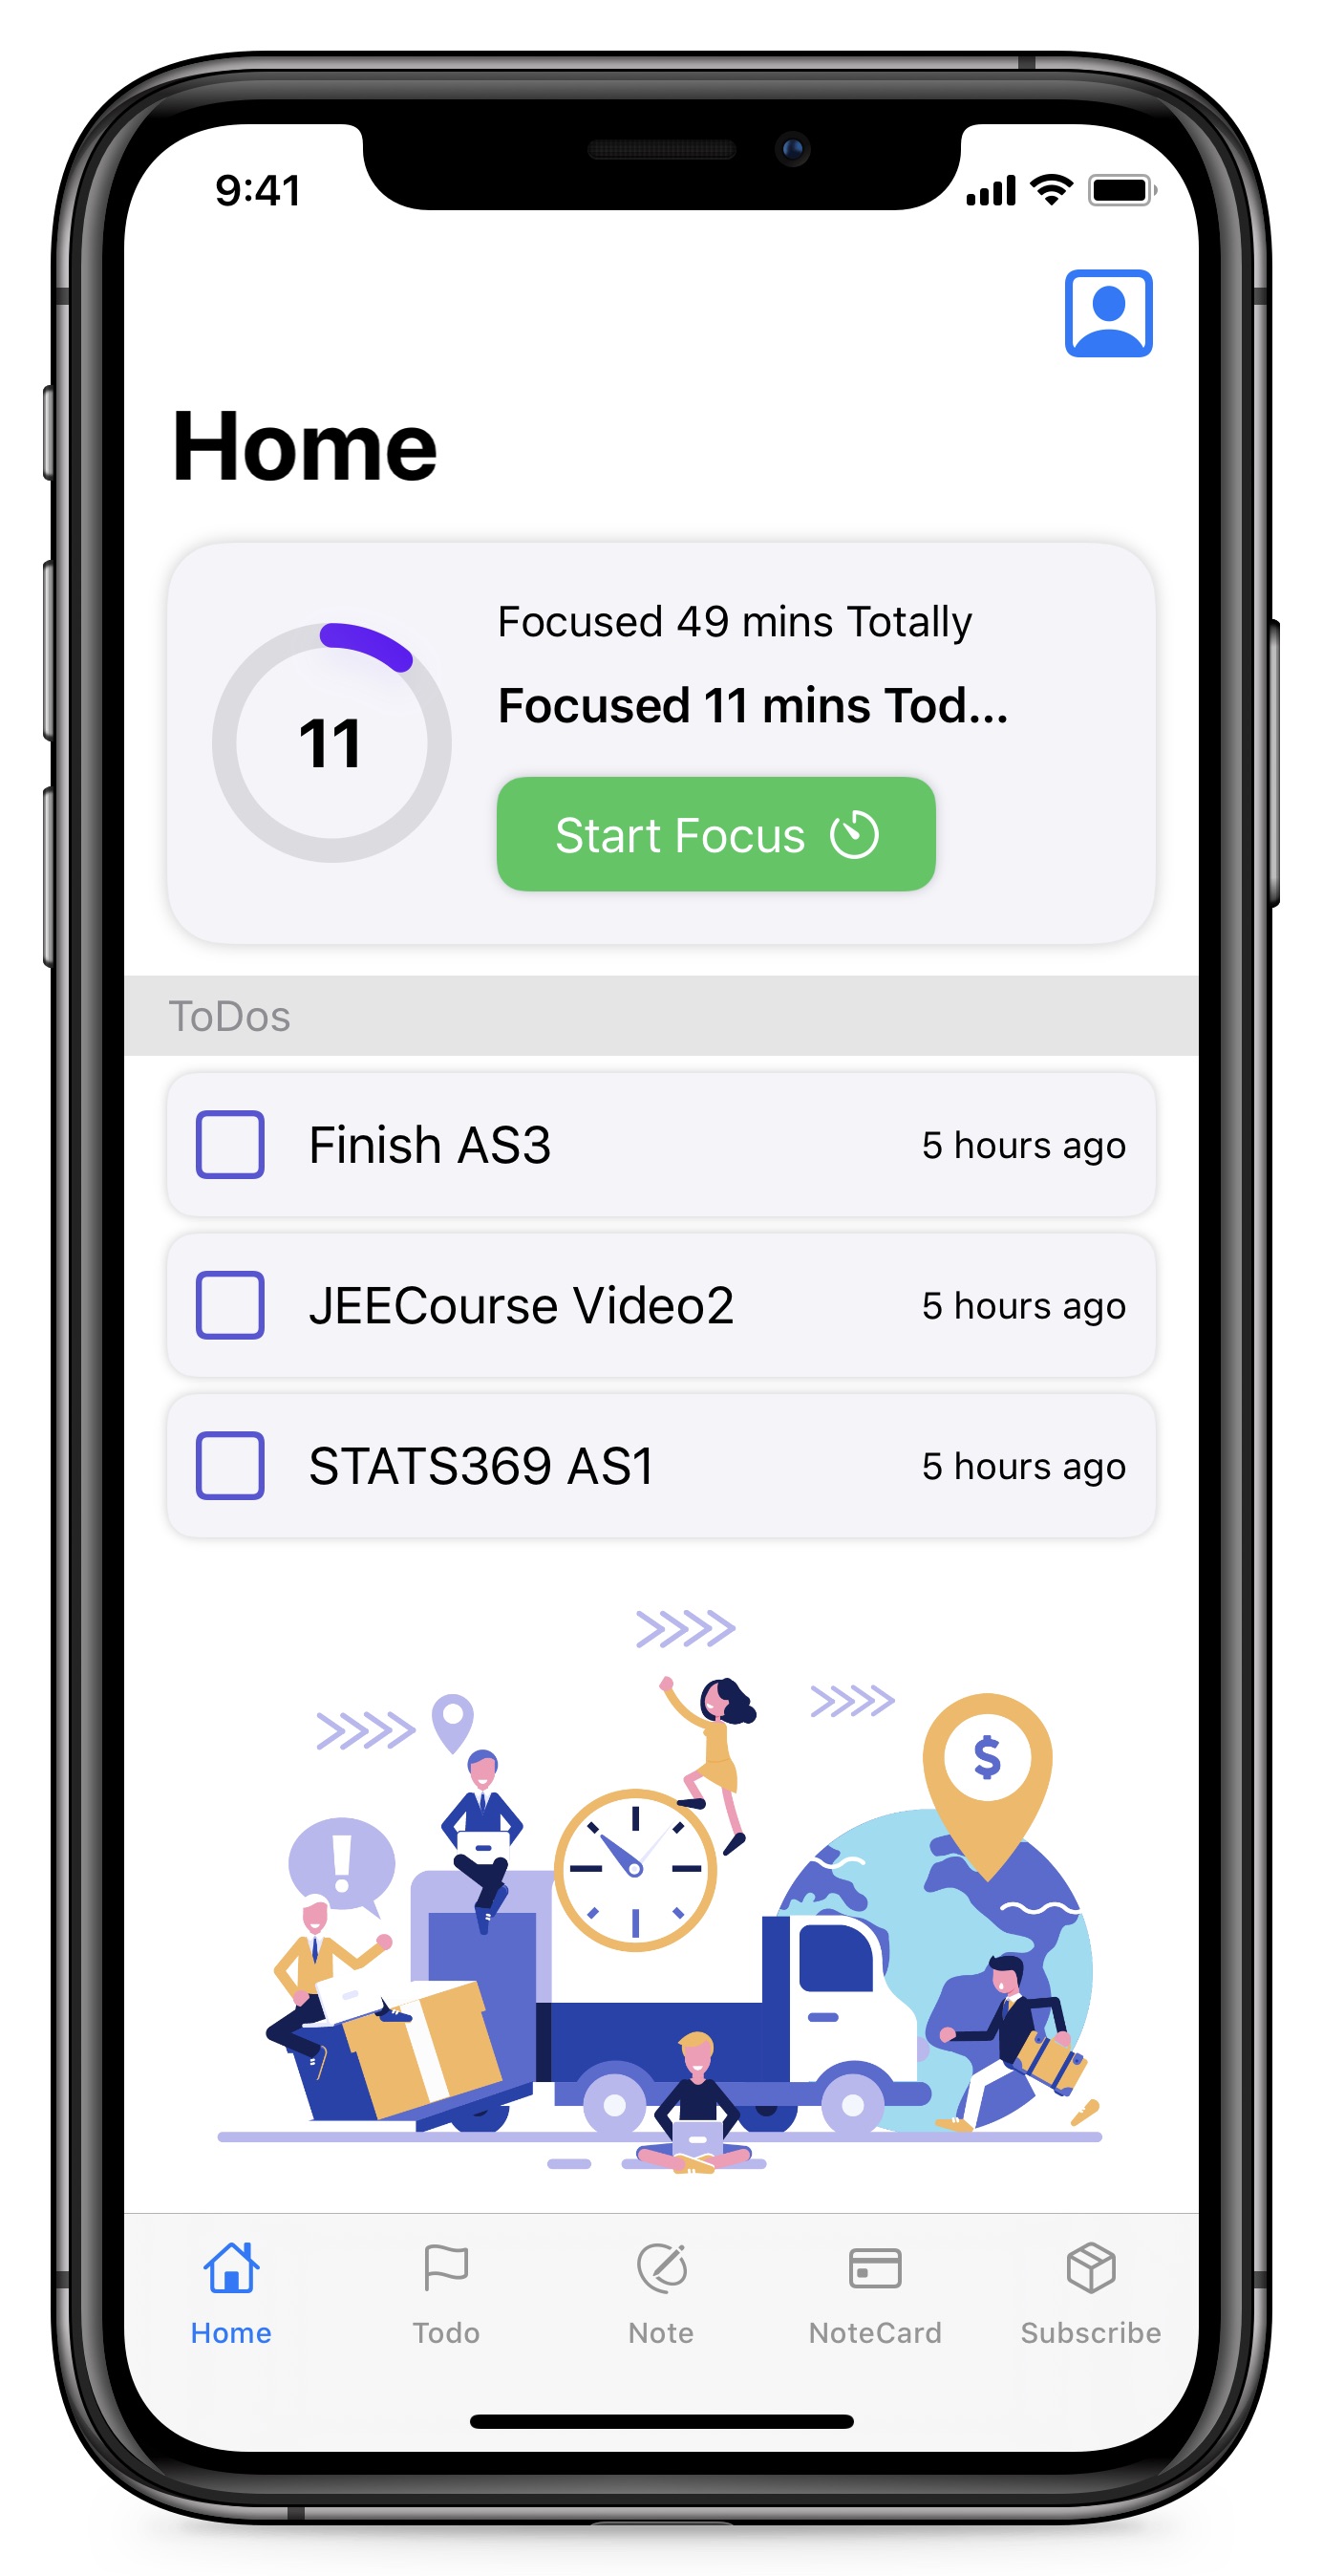 9:41
Home
Focused 49 mins Totally
Focused 11 mins Tod...
11
Start Focus
ToDos
Finish AS3
5 hours ago
JEECourse Video2
5 hours ago
STATS369 AS1
5 hours ago
!
$
Home
Todo
Note
NoteCard
Subscribe